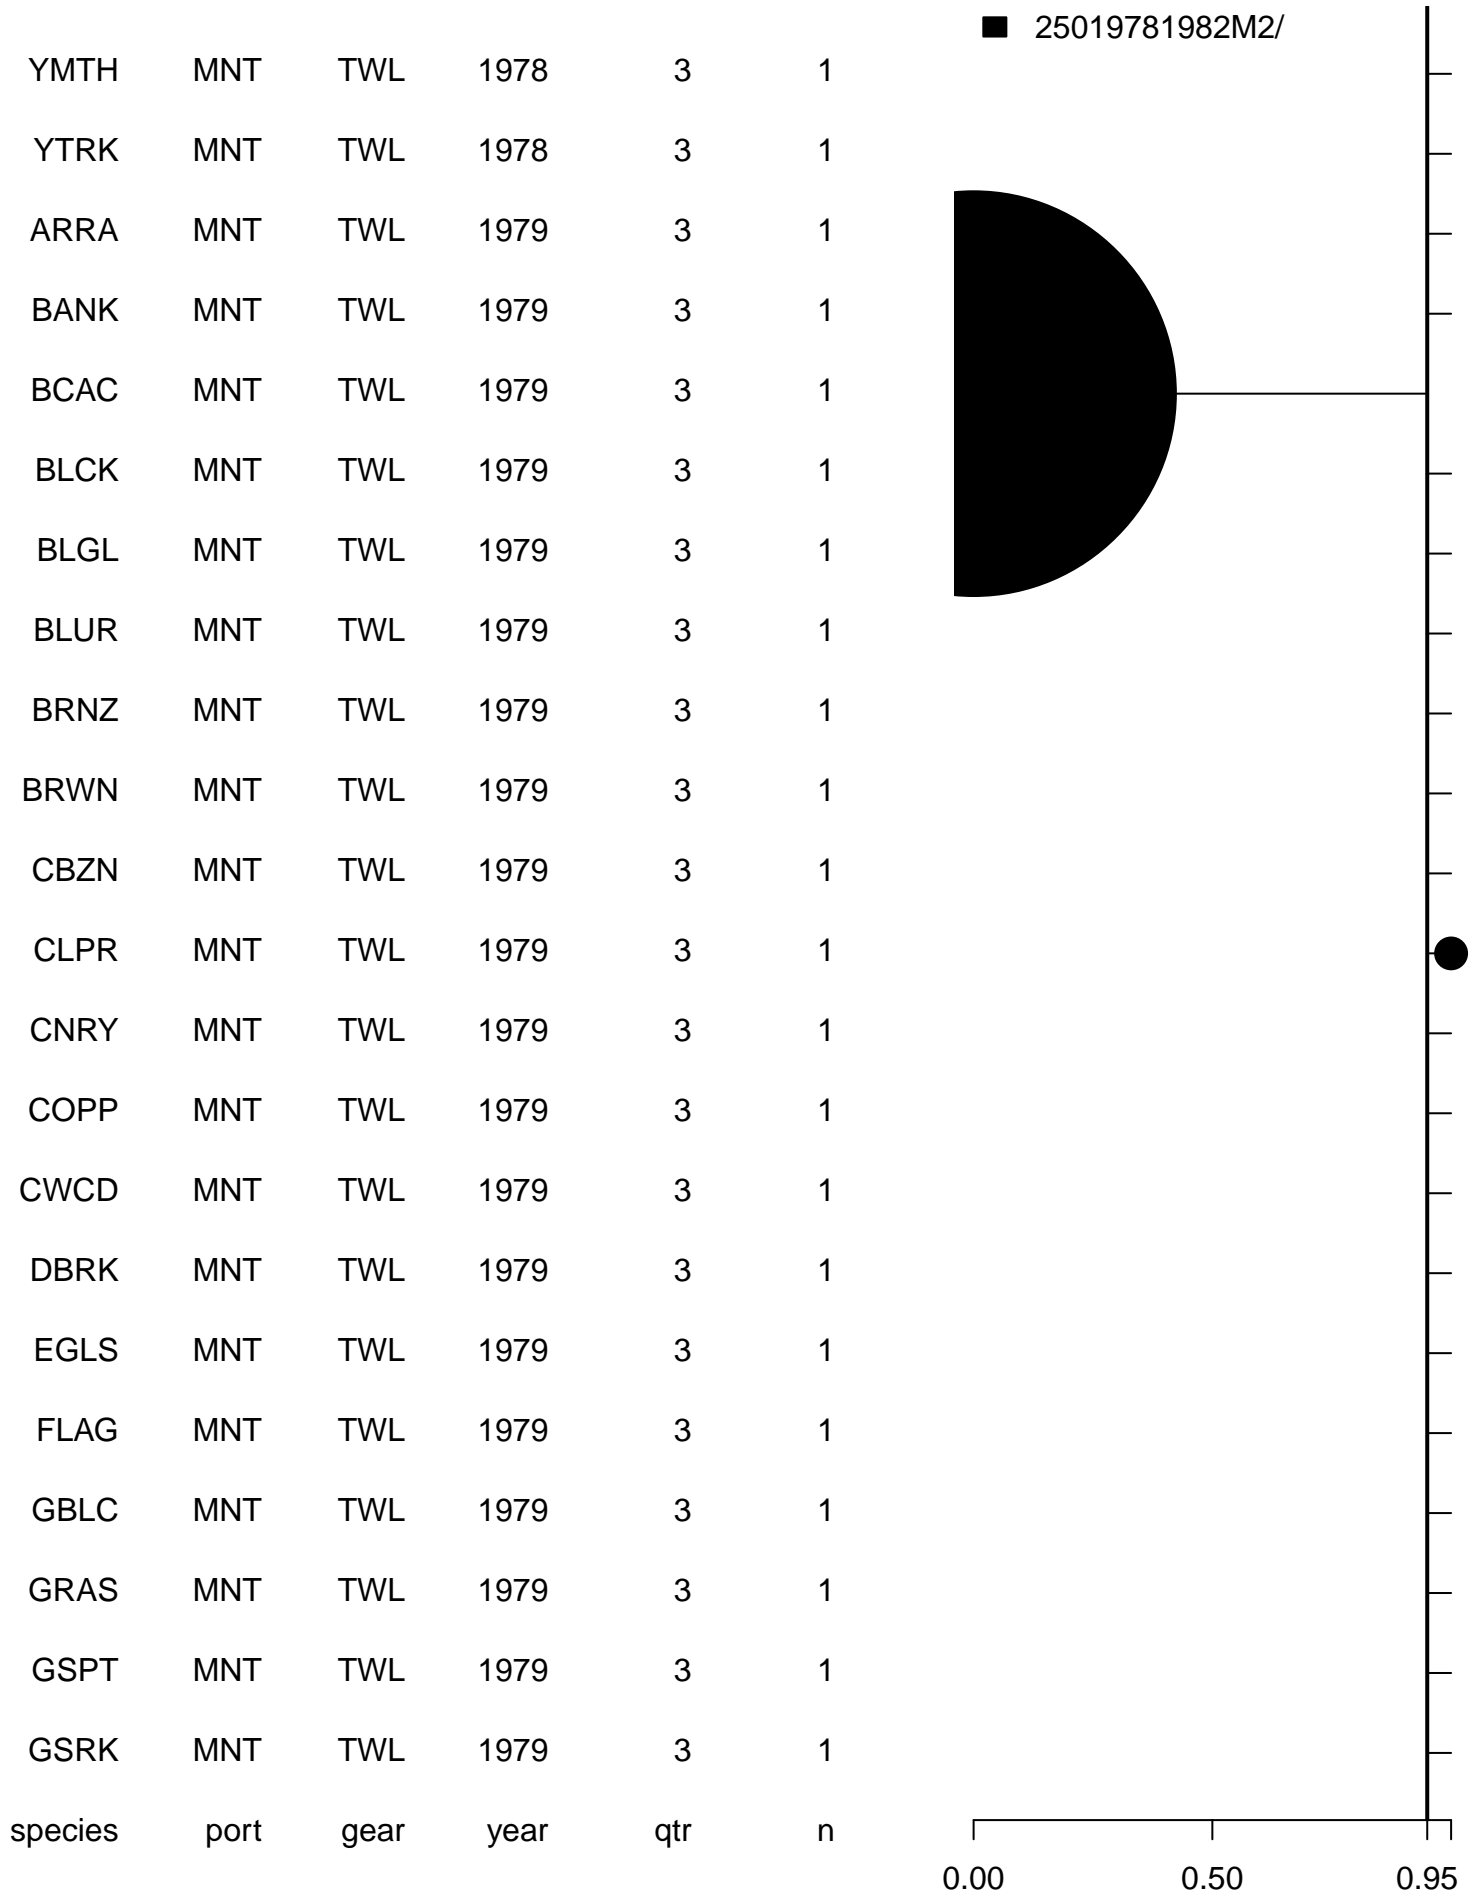 25019781982M2/
YMTH MNT TWL 1978 3 1
YTRK MNT TWL 1978 3 1
ARRA MNT TWL 1979 3 1
BANK MNT TWL 1979 3 1
BCAC MNT TWL 1979 3 1
BLCK MNT TWL 1979 3 1
BLGL MNT TWL 1979 3 1
BLUR MNT TWL 1979 3 1
BRNZ MNT TWL 1979 3 1
BRWN MNT TWL 1979 3 1
CBZN MNT TWL 1979 3 1
CLPR MNT TWL 1979 3 1
CNRY MNT TWL 1979 3 1
COPP MNT TWL 1979 3 1
CWCD MNT TWL 1979 3 1
DBRK MNT TWL 1979 3 1
EGLS MNT TWL 1979 3 1
FLAG MNT TWL 1979 3 1
GBLC MNT TWL 1979 3 1
GRAS MNT TWL 1979 3 1
GSPT MNT TWL 1979 3 1
GSRK MNT TWL 1979 3 1
species port gear year qtr n
0.00 0.50 0.95